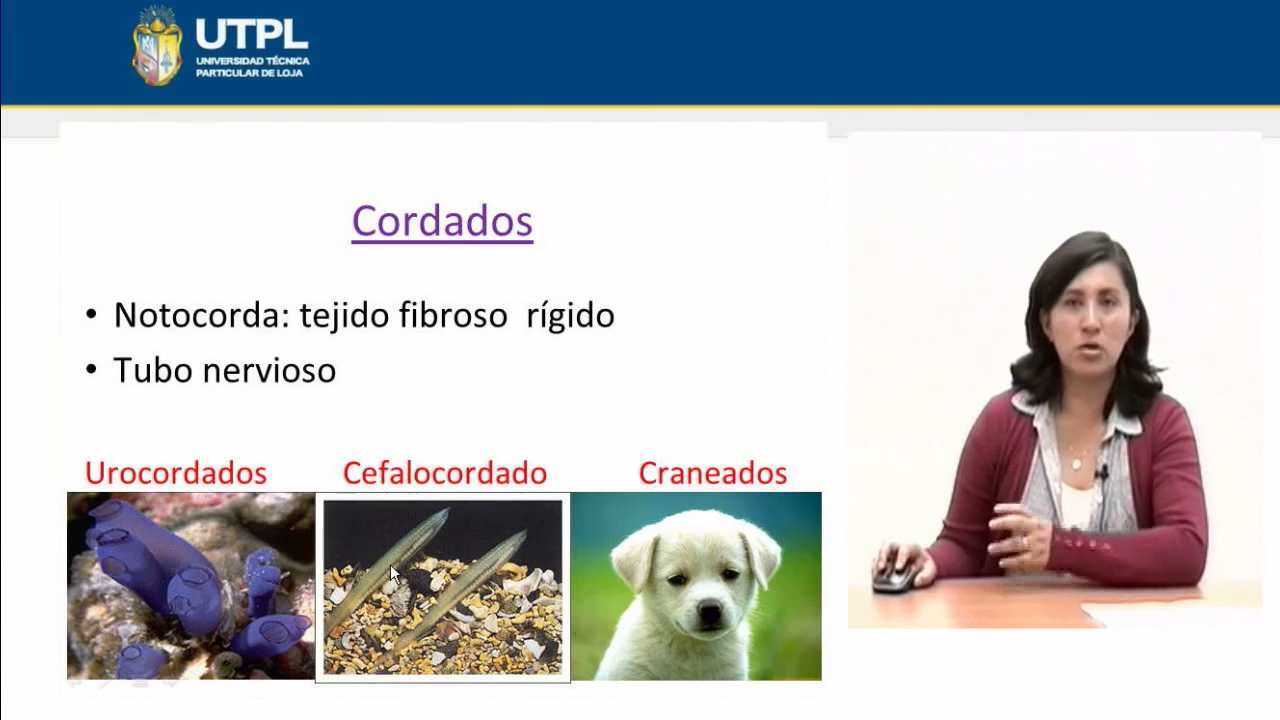 UTPL
UNIVERSIDAD TÉCNICA
PARTICULAR DE LOJA
Cordados
• Notocorda: tejido fibroso  rígido
• Tubo nervioso
Urocordados Cefalocordado Craneados